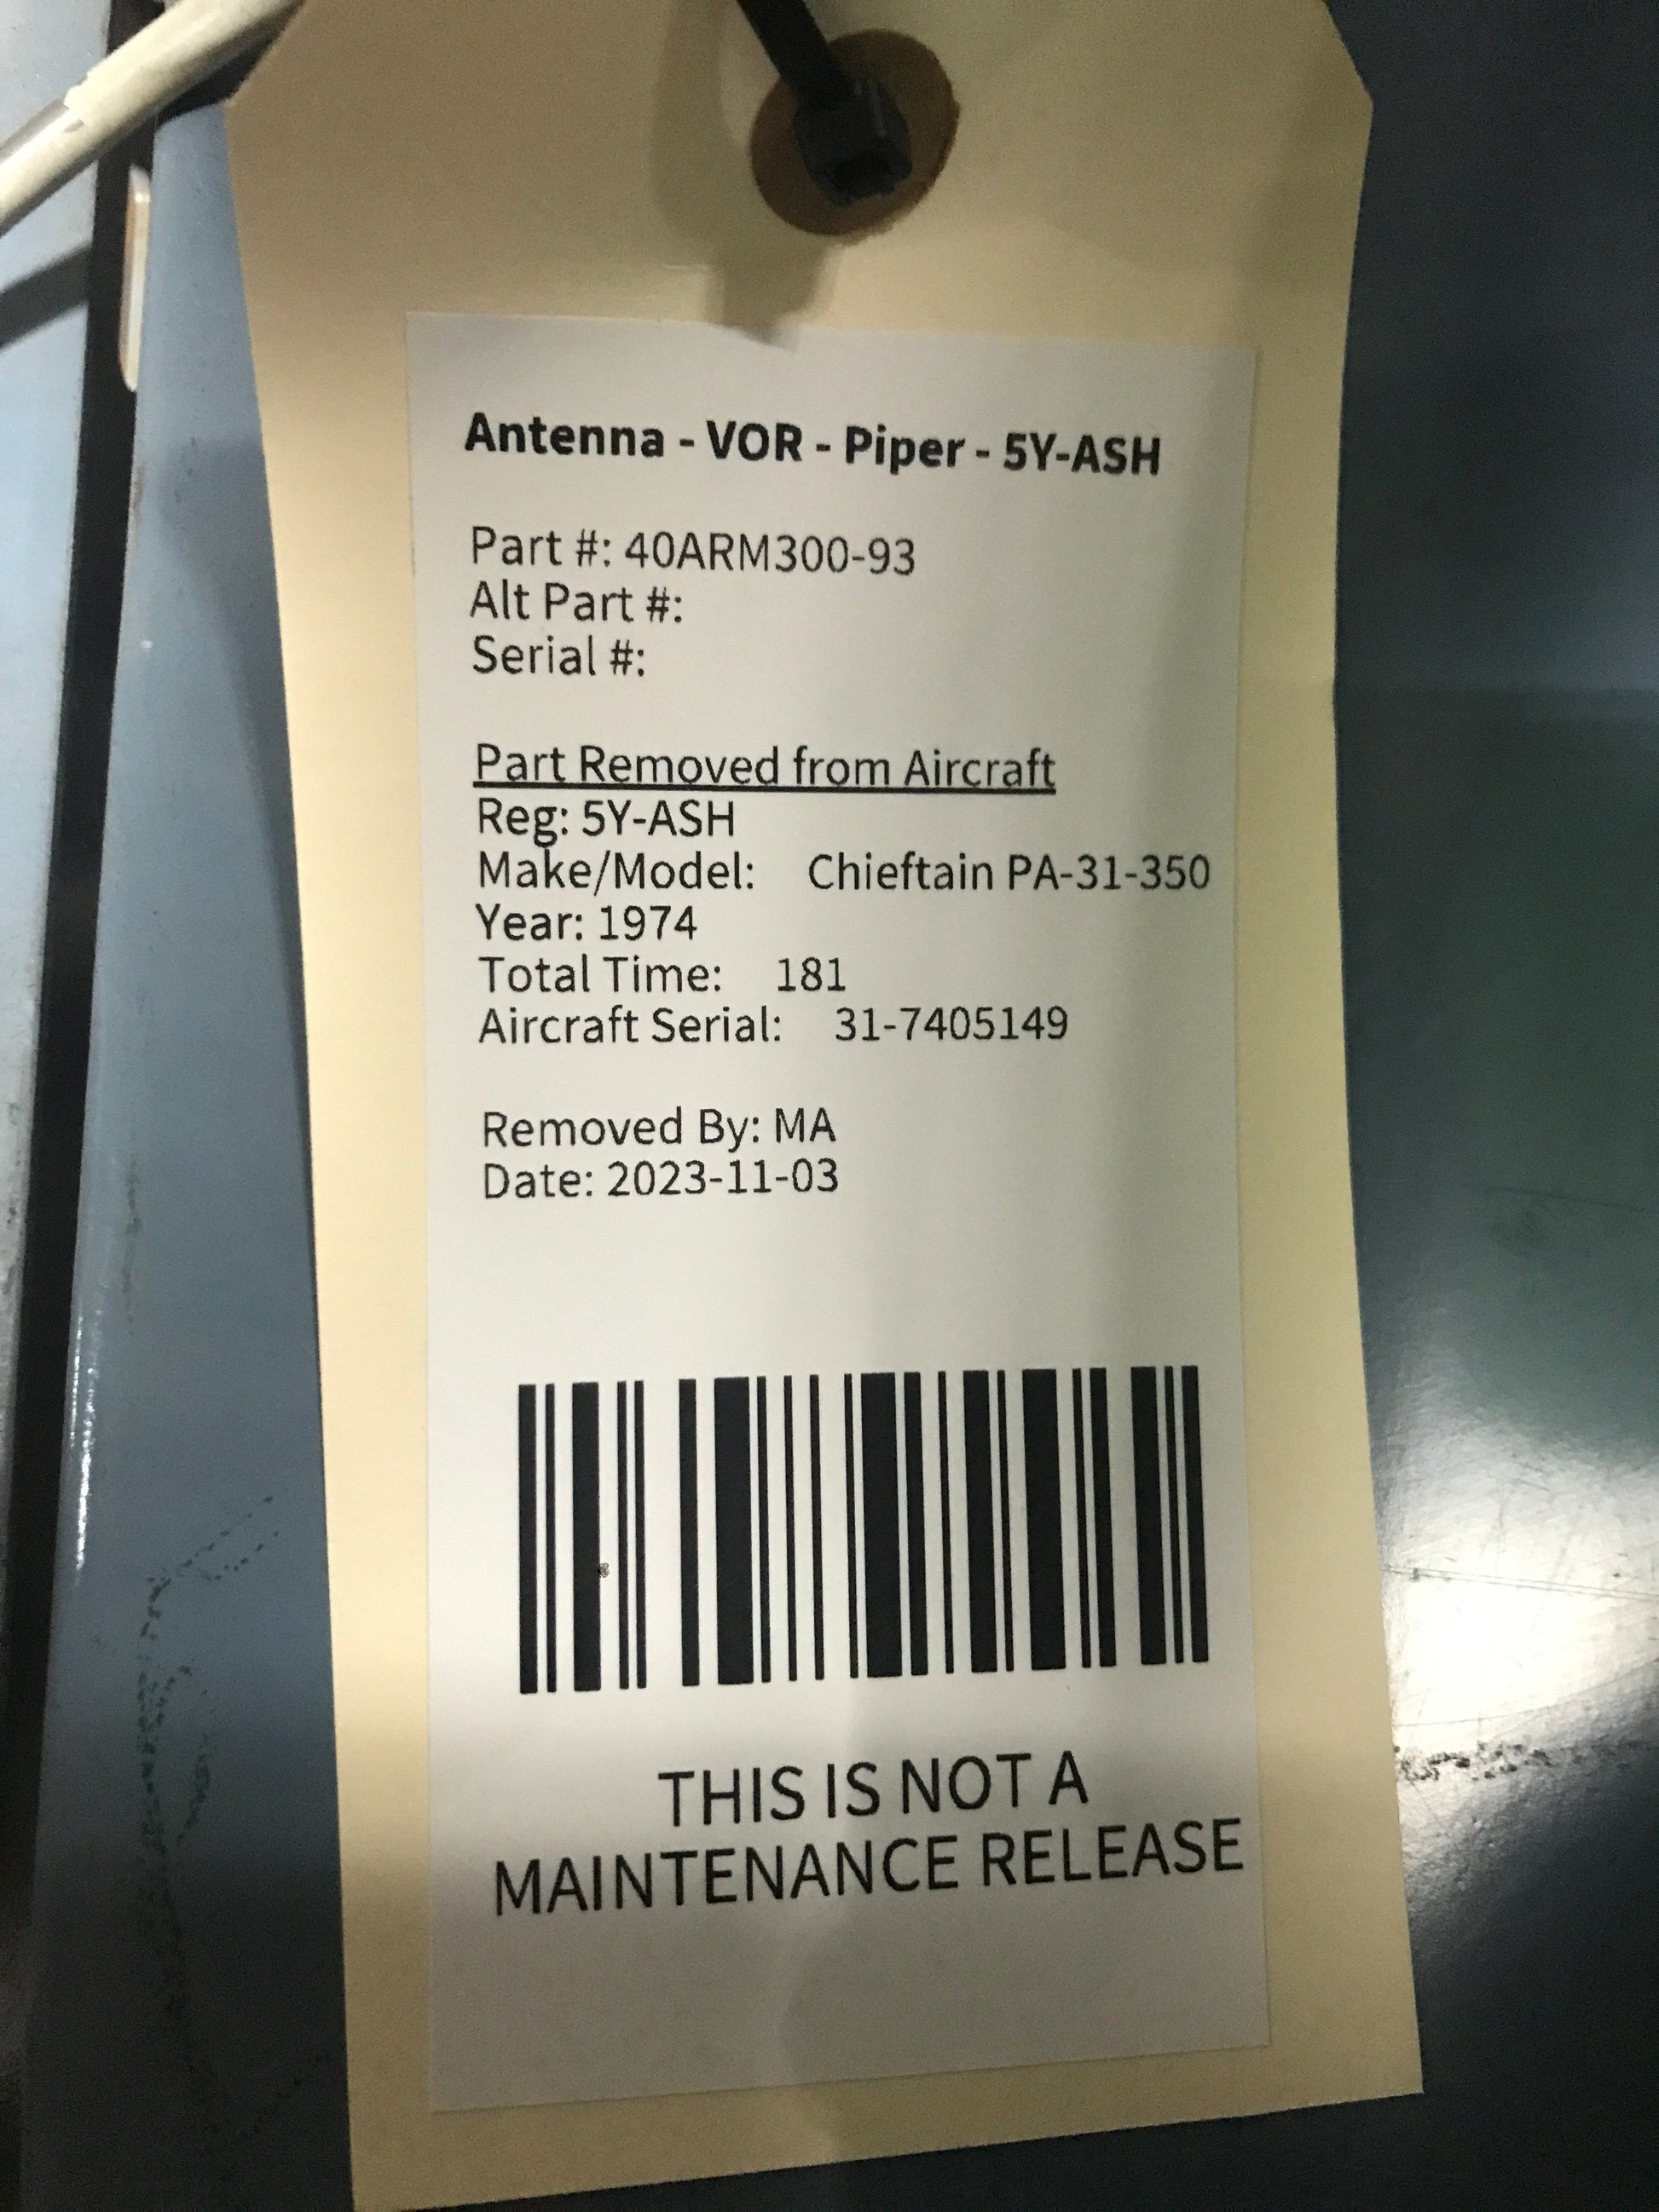 Antenna - VOR - Piper - 5Y-ASH
Part #: 40ARM300-93
Alt Part #:
Serial #:
Part Removed from Aircraft
Reg: 5Y-ASH
Make/Model: Chieftain PA-31-350
Year: 1974
Total Time: 181
Aircraft Serial: 31-7405149
Removed By: MA
Date: 2023-11-03
THIS IS NOT A
MAINTENANCE RELEASE